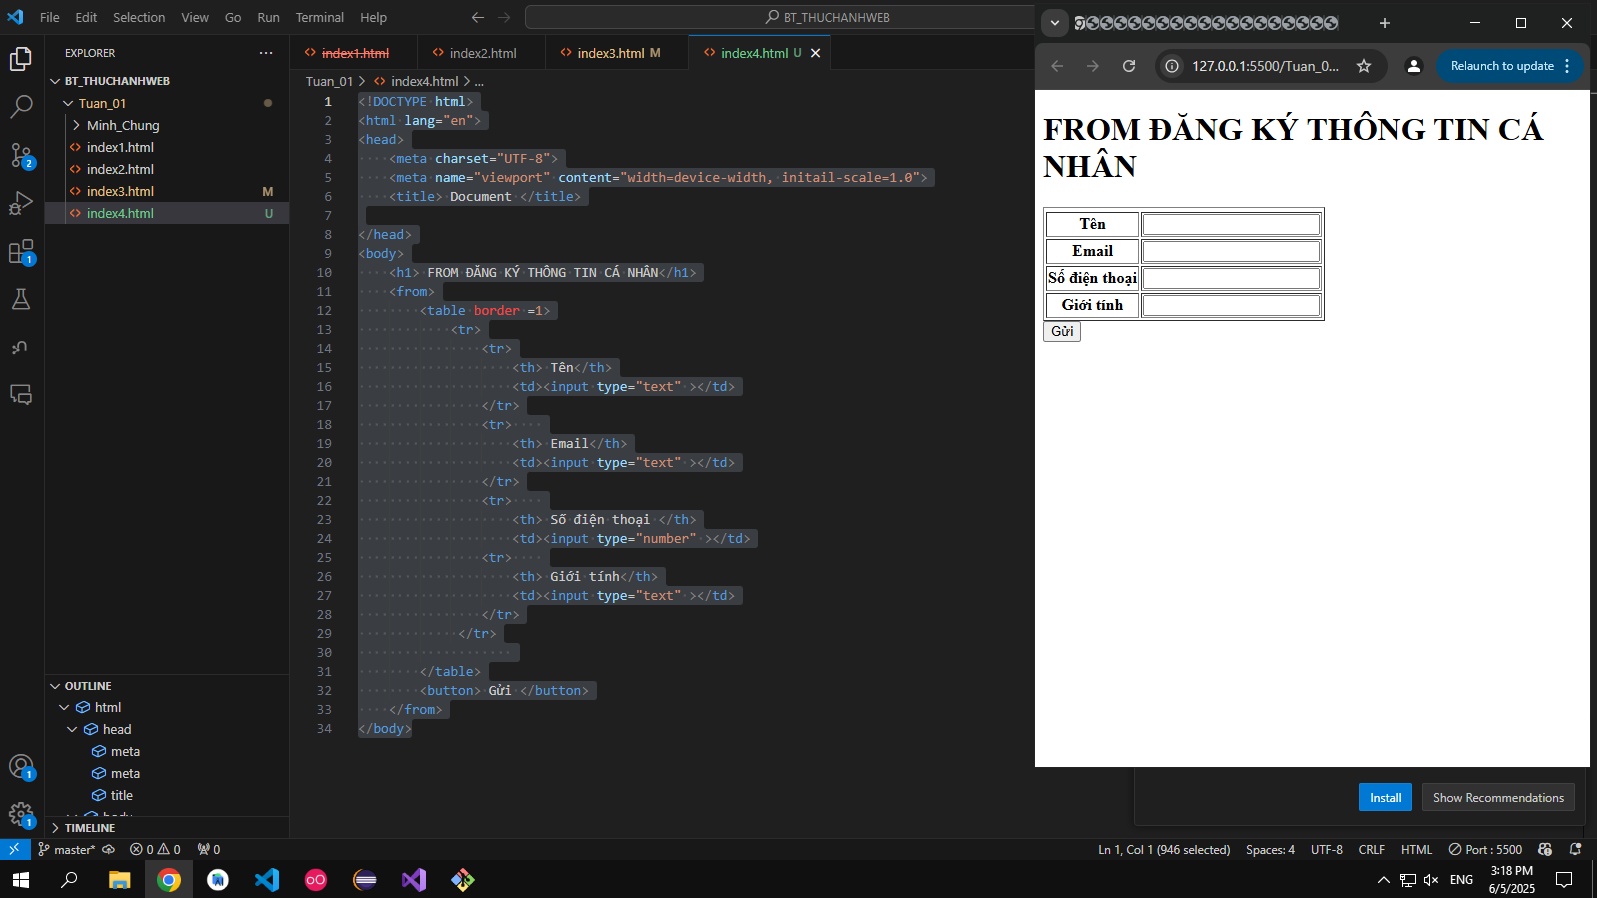 File Edit Selection View Go Run Terminal Help
BT_THUCHANHWEB
EXPLORER
BT_THUCHANHWEB
Tuan_01
Minh_Chung
index1.html
index2.html
index3.html M
index4.html U
index1.html index2.html index3.html M index4.html U
Tuan_01 > index4.html > ...
1 <!DOCTYPE html>
2 <html lang="en">
3 <head>
4 <meta charset="UTF-8">
5 <meta name="viewport" content="width=device-width, initail-scale=1.0">
6 <title> Document </title>
7
8 </head>
9 <body>
10 <h1> FROM ĐĂNG KÝ THÔNG TIN CÁ NHÂN</h1>
11 <from>
12 <table border =1>
13 <tr>
14 <tr>
15 <th> Tên</th>
16 <td><input type="text" ></td>
17 </tr>
18 <tr>
19 <th> Email</th>
20 <td><input type="text" ></td>
21 </tr>
22 <tr>
23 <th> Số điện thoại </th>
24 <td><input type="number" ></td>
25 <tr>
26 <th> Giới tính</th>
27 <td><input type="text" ></td>
28 </tr>
29 </tr>
30
31 </table>
32 <button> Gửi </button>
33 </from>
34 </body>
127.0.0.1:5500/Tuan_0...
Relaunch to update
FROM ĐĂNG KÝ THÔNG TIN CÁ
NHÂN
Tên
Email
Số điện thoại
Giới tính
Gửi
OUTLINE
html
head
meta
meta
title
body
TIMELINE
Install
Show Recommendations
master* 0 0 0
Ln 1, Col 1 (946 selected) Spaces: 4 UTF-8 CRLF HTML Port : 5500
2
1
1
1
ENG
3:18 PM
6/5/2025